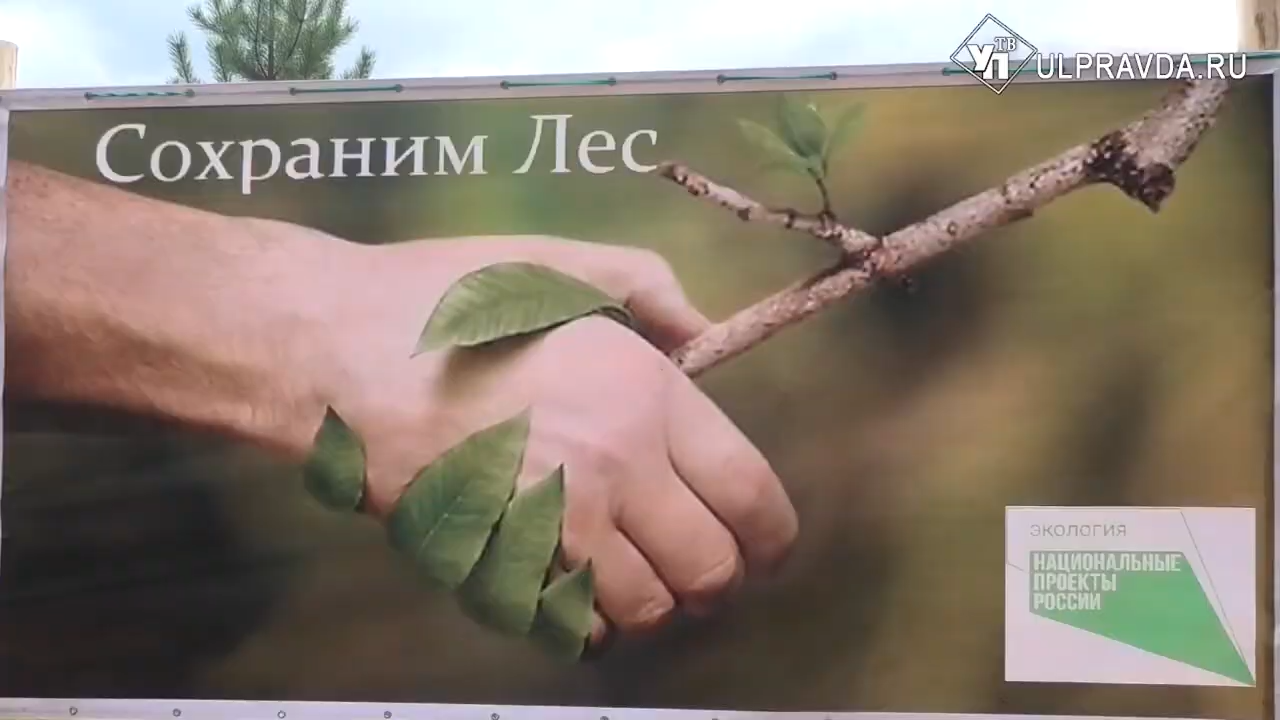 УП ТВ ULPRAVDA.RU
Сохраним Лес
ЭКОЛОГИЯ
НАЦИОНАЛЬНЫЕ
ПРОЕКТЫ
РОССИИ